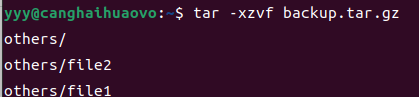 yyy@canghaihuaovo:~$ tar -xzvf backup.tar.gz
others/
others/file2
others/file1